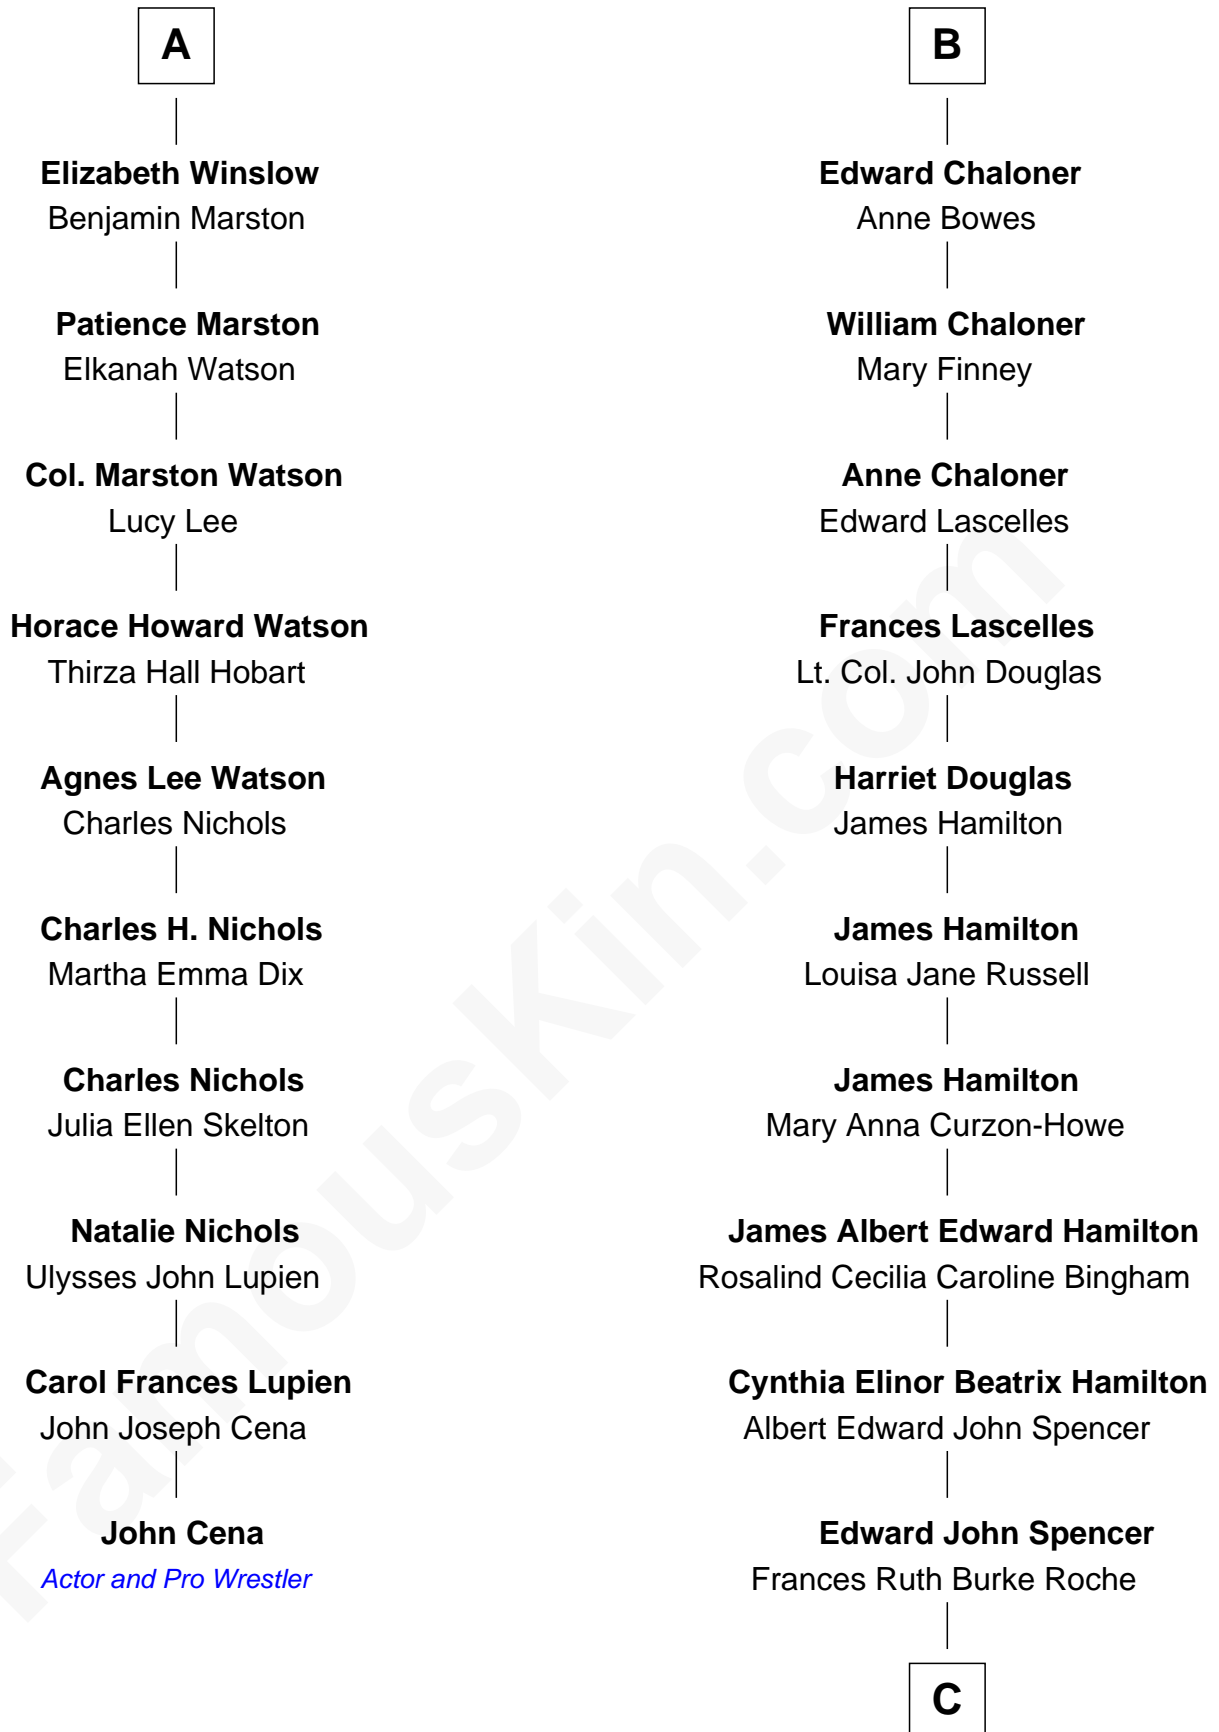 A
Elizabeth Winslow
Benjamin Marston
Patience Marston
Elkanah Watson
Col. Marston Watson
Lucy Lee
Horace Howard Watson
Thirza Hall Hobart
Agnes Lee Watson
Charles Nichols
Charles H. Nichols
Martha Emma Dix
Charles Nichols
Julia Ellen Skelton
Natalie Nichols
Ulysses John Lupien
Carol Frances Lupien
John Joseph Cena
John Cena
Actor and Pro Wrestler
B
Edward Chaloner
Anne Bowes
William Chaloner
Mary Finney
Anne Chaloner
Edward Lascelles
Frances Lascelles
Lt. Col. John Douglas
Harriet Douglas
James Hamilton
James Hamilton
Louisa Jane Russell
James Hamilton
Mary Anna Curzon-Howe
James Albert Edward Hamilton
Rosalind Cecilia Caroline Bingham
Cynthia Elinor Beatrix Hamilton
Albert Edward John Spencer
Edward John Spencer
Frances Ruth Burke Roche
C
FamousKin.com